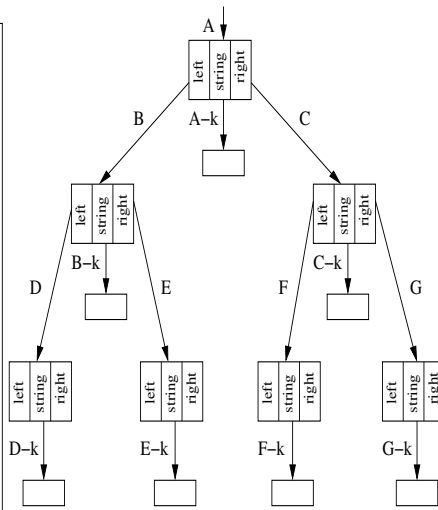 A
left string right
B A–k C
left string right
left string right
D B–k E F C–k G
left string right
left string right
left string right
left string right
D–k E–k F–k G–k